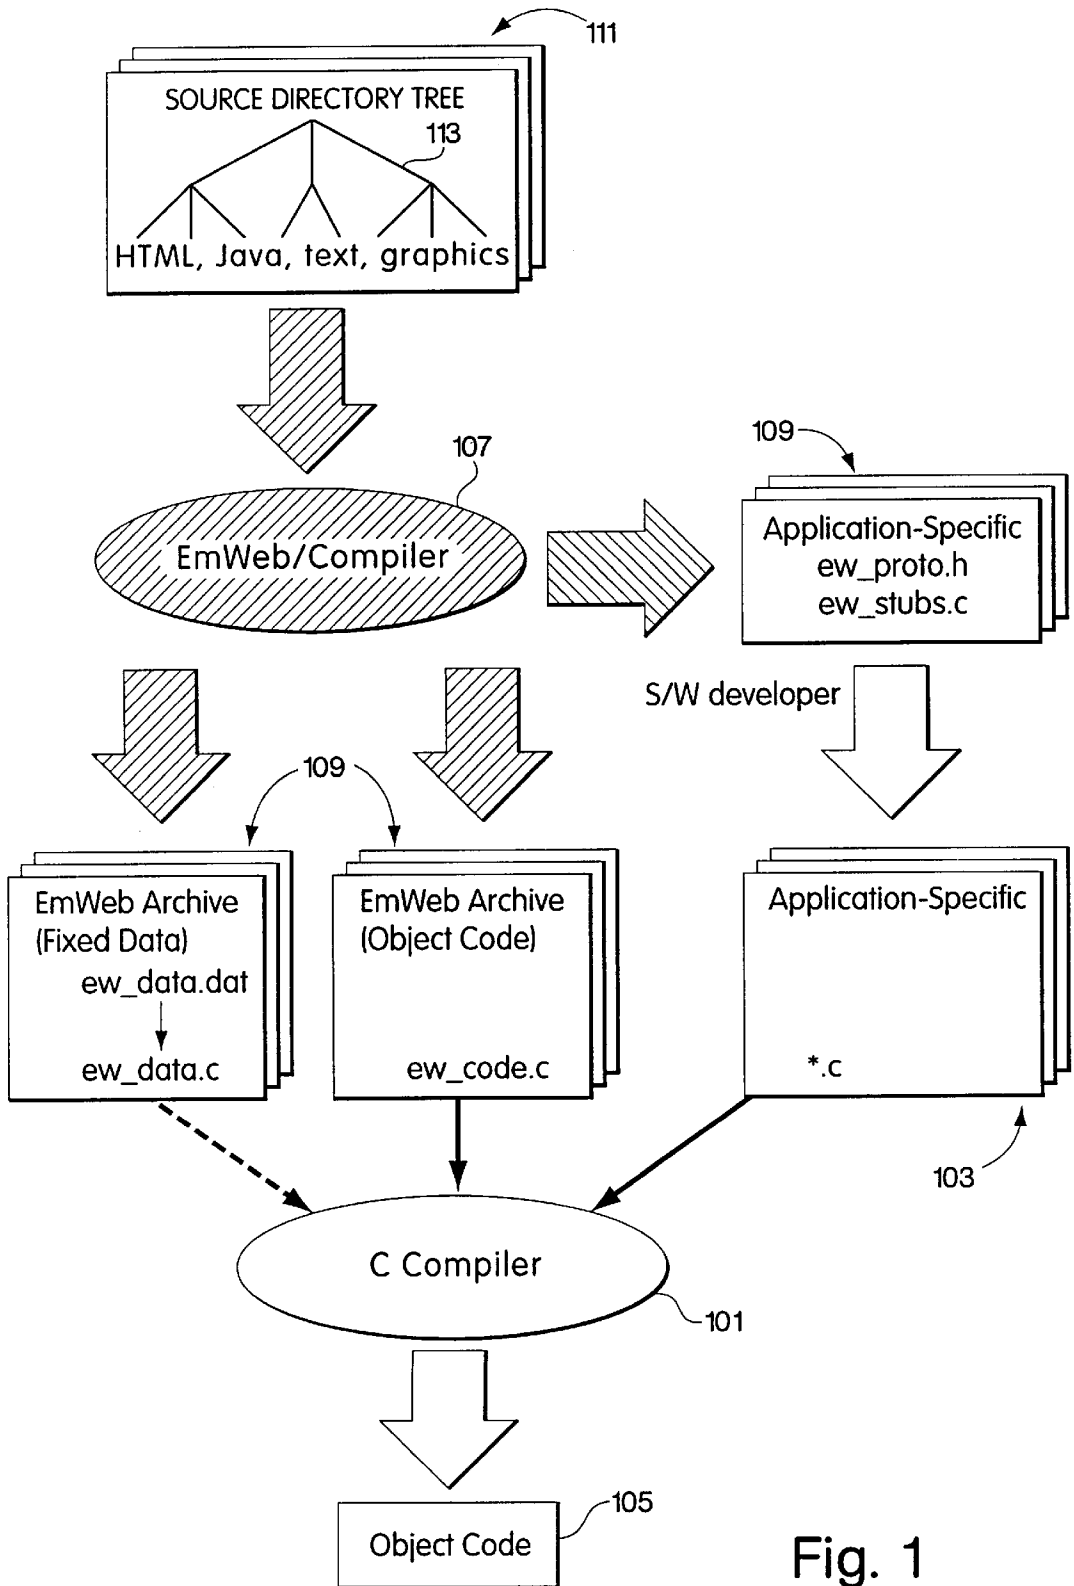 111
SOURCE DIRECTORY TREE
113
HTML, Java, text, graphics
107
109
EmWeb/Compiler
Application-Specific
ew_proto.h
ew_stubs.c
S/W developer
109
EmWeb Archive
(Fixed Data)
ew_data.dat
ew_data.c
EmWeb Archive
(Object Code)
ew_code.c
Application-Specific
*.c
103
C Compiler
101
105
Object Code
Fig. 1